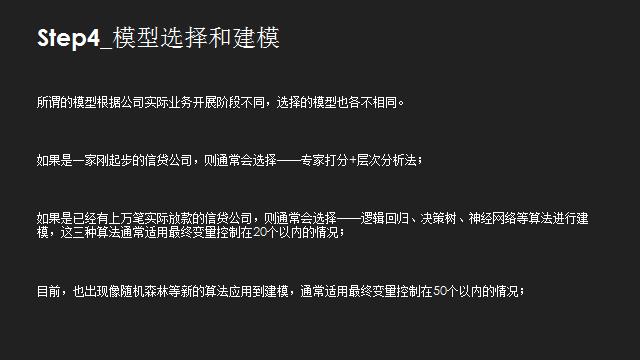 Step4_模型选择和建模
所谓的模型根据公司实际业务开展阶段不同，选择的模型也各不相同。
如果是一家刚起步的信贷公司，则通常会选择——专家打分+层次分析法；
如果是已经有上万笔实际放款的信贷公司，则通常会选择——逻辑回归、决策树、神经网络等算法进行建
模，这三种算法通常适用最终变量控制在20个以内的情况；
目前，也出现像随机森林等新的算法应用到建模，通常适用最终变量控制在50个以内的情况；